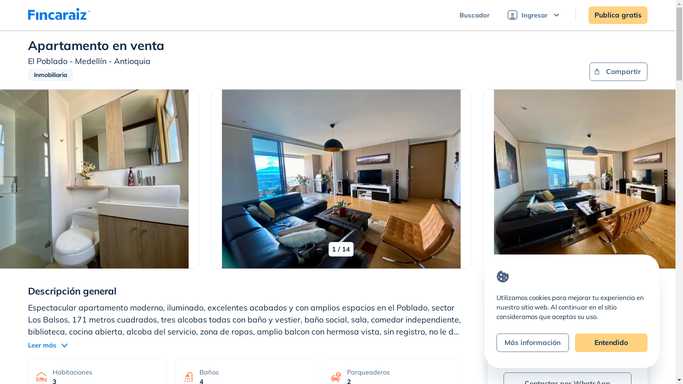 Fincaraiz
Buscador
Ingresar
Publica gratis
Apartamento en venta
El Poblado - Medellín - Antioquia
Inmobiliaria
Compartir
1 / 14
Descripción general
Espectacular apartamento moderno, iluminado, excelentes acabados y con amplios espacios en el Poblado, sector
Los Balsos, 171 metros cuadrados, tres alcobas todas con baño y vestier, baño social, sala, comedor independiente,
biblioteca, cocina abierta, alcoba del servicio, zona de ropas, amplio balcon con hermosa vista, sin registro, no le d...
Leer más
Habitaciones
3
Baños
4
Parqueaderos
2
Utilizamos cookies para mejorar tu experiencia en
nuestro sitio web. Al continuar en el sitio
consideramos que aceptas su uso.
Más información
Entendido
Contactar por WhatsApp